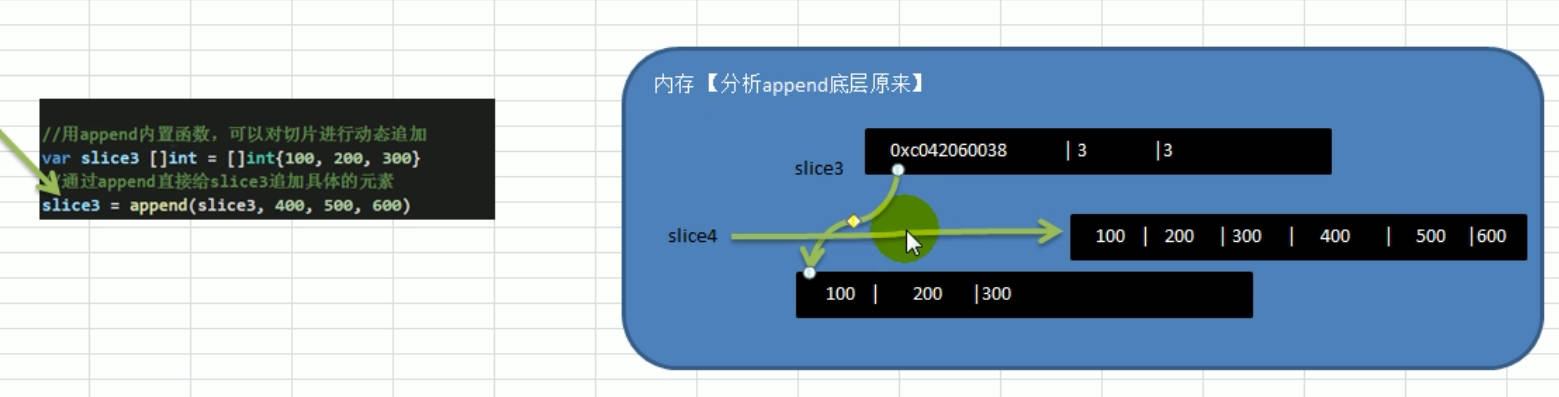 //用append内置函数，可以对切片进行动态追加
var slice3 []int = []int{100, 200, 300}
/通过append直接给slice3追加具体的元素
slice3 = append(slice3, 400, 500, 600)
内存【分析append底层原来】
slice3
0xc042060038 |3 |3
slice4
100 | 200 |300 | 400 | 500 |600
100 | 200 |300